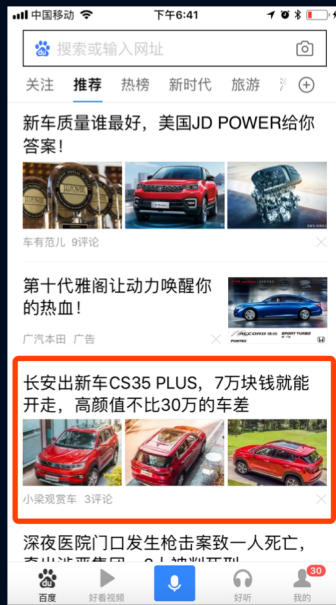 中国移动
下午6:41
搜索或输入网址
关注 推荐 热榜 新时代 旅游
新车质量谁最好，美国JD POWER给你
答案！
车有范儿 9评论
第十代雅阁让动力唤醒你
的热血！
广汽本田 广告
长安出新车CS35 PLUS，7万块钱就能
开走，高颜值不比30万的车差
小梁观赏车 3评论
深夜医院门口发生枪击案致一人死亡，
百度 好看视频 好听 我的
30